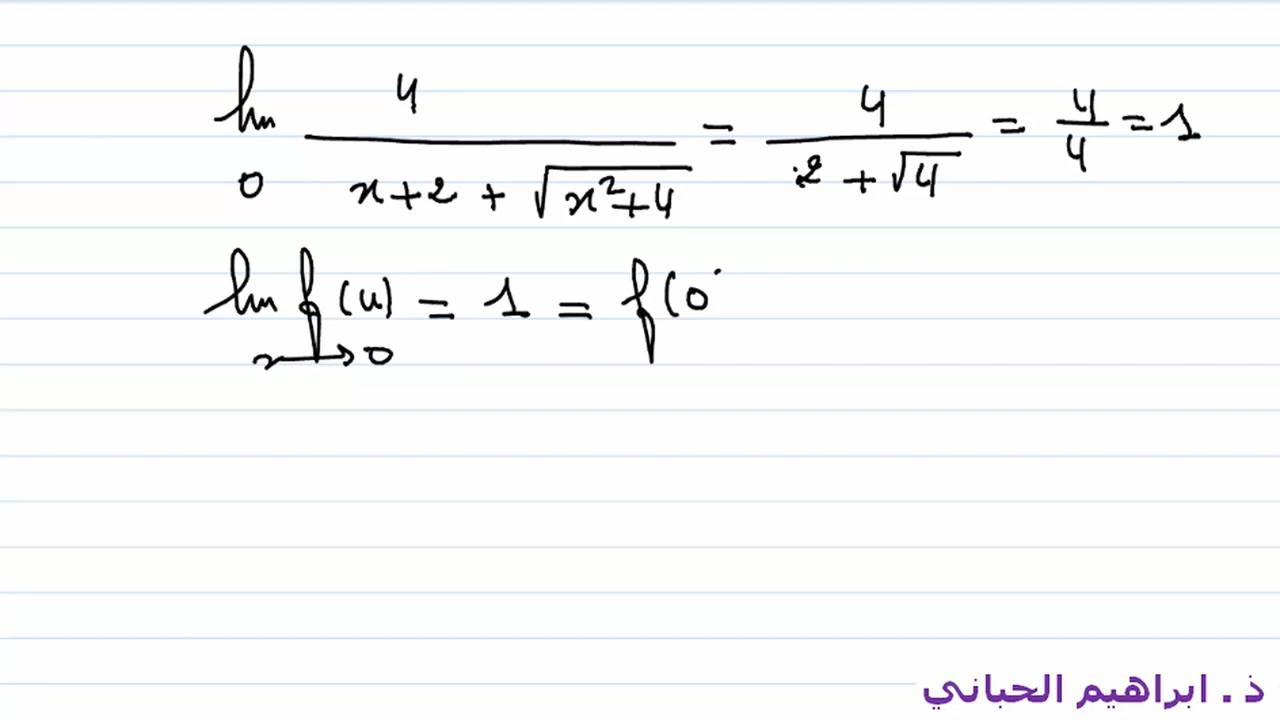 lim 4 / (x+2 + √(x²+4)) = 4 / (2 + √4) = 4/4 = 1
0
lim f(x) = 1 = f(0
x→0
ذ . ابراهيم الحباني